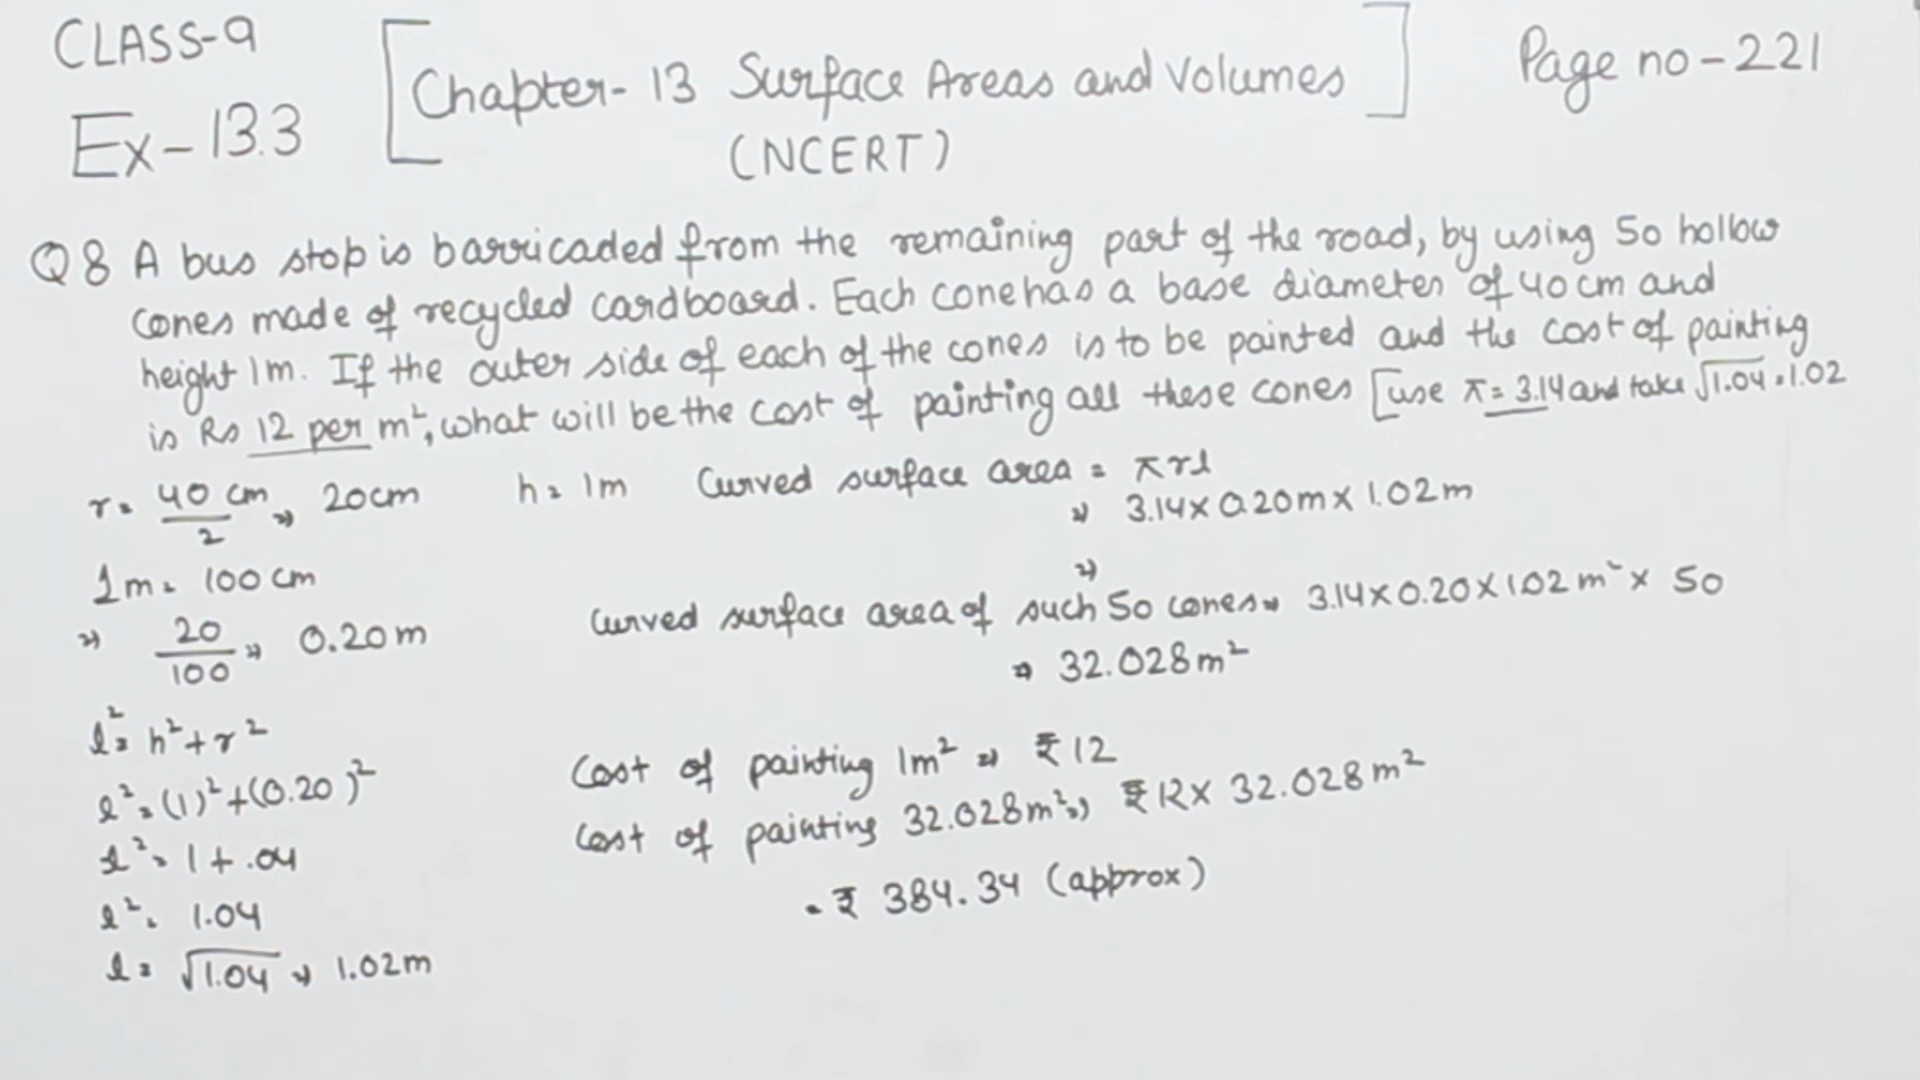 CLASS-9
[Chapter-13 Surface Areas and Volumes]
Page no-221
Ex-13.3
(NCERT)
Q8 A bus stop is barricaded from the remaining part of the road, by using 50 hollow
cones made of recycled cardboard. Each cone has a base diameter of 40cm and
height 1m. If the outer side of each of the cones is to be painted and the cost of painting
is Rs 12 per m², what will be the cost of painting all these cones [use π = 3.14 and take √1.04 = 1.02
r = 40 cm/2 ⇒ 20cm h = 1m Curved surface area = πrl
⇒ 3.14 x 0.20m x 1.02m
1m = 100 cm
⇒
Curved surface area of such 50 cones ⇒ 3.14 x 0.20 x 1.02 m² x 50
⇒ 20/100 ⇒ 0.20m
⇒ 32.028m²
l² = h² + r²
Cost of painting 1m² ⇒ ₹12
l² = (1)² + (0.20)²
Cost of painting 32.028m² ⇒ ₹12 x 32.028m²
l² = 1 + .04
= ₹ 384.34 (approx)
l² = 1.04
l = √1.04 ⇒ 1.02m